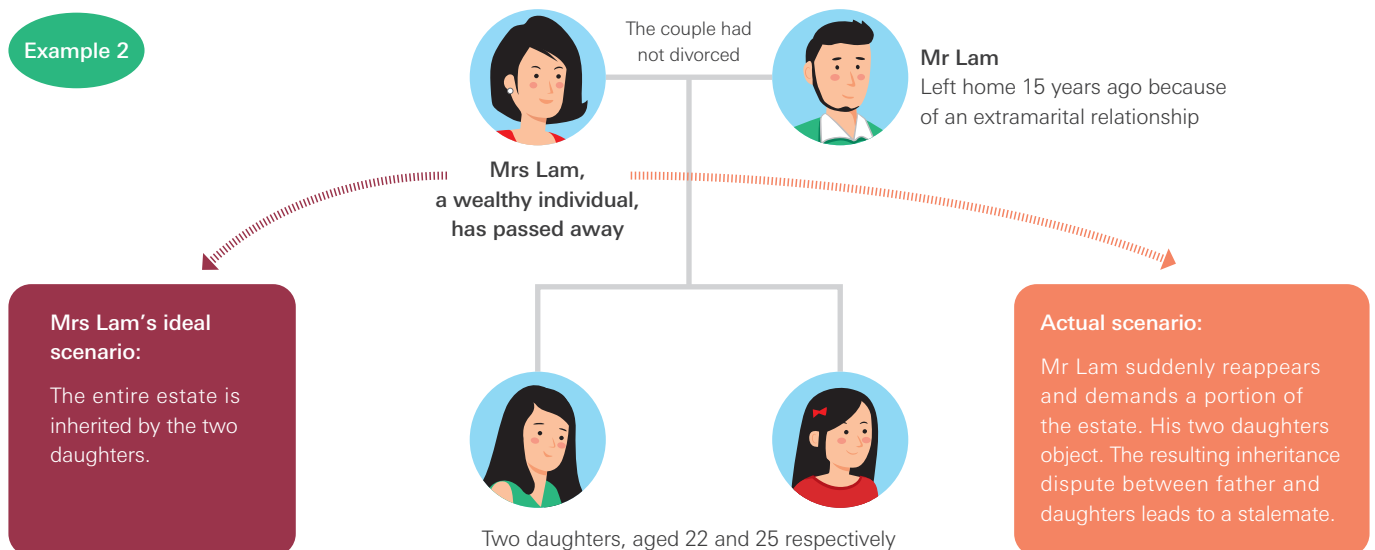 Example 2
The couple had
not divorced
Mr Lam
Left home 15 years ago because
of an extramarital relationship
Mrs Lam,
a wealthy individual,
has passed away
Mrs Lam’s ideal
scenario:
The entire estate is
inherited by the two
daughters.
Actual scenario:
Mr Lam suddenly reappears
and demands a portion of
the estate. His two daughters
object. The resulting inheritance
dispute between father and
daughters leads to a stalemate.
Two daughters, aged 22 and 25 respectively